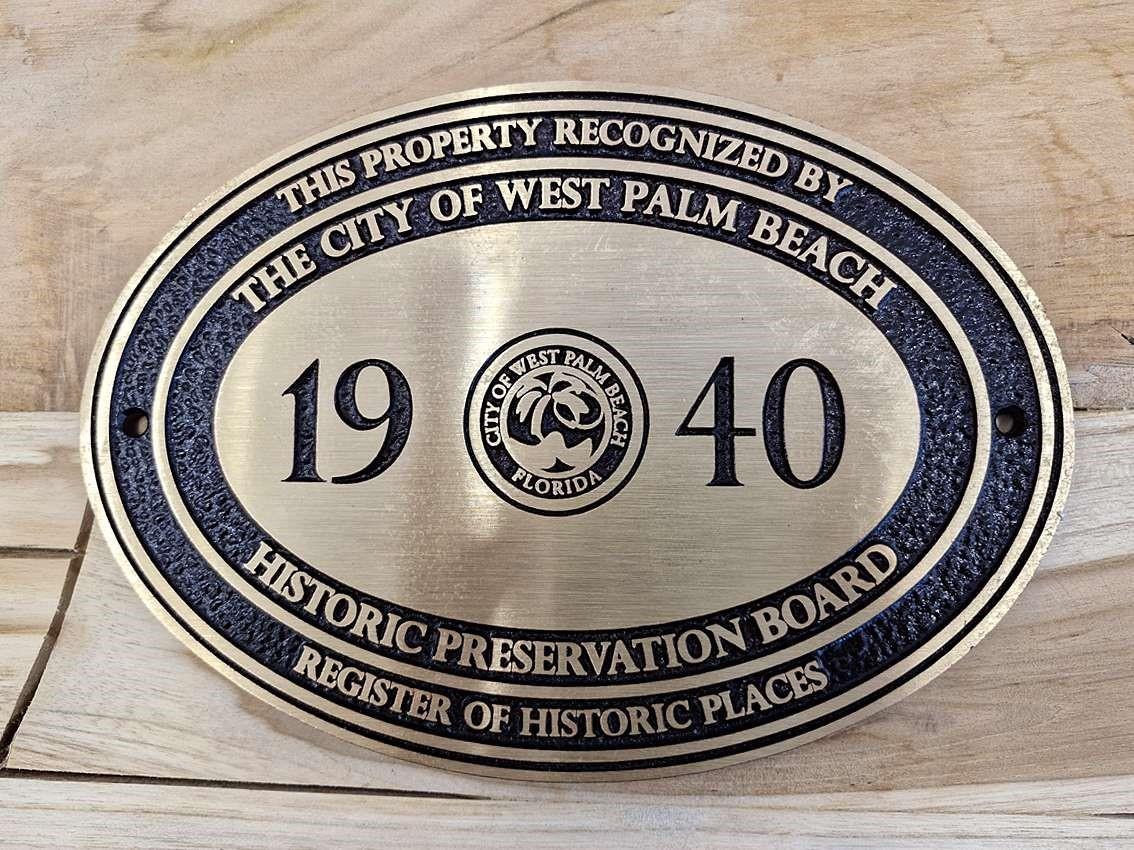 THIS PROPERTY RECOGNIZED BY
THE CITY OF WEST PALM BEACH
19 40
CITY OF WEST PALM BEACH
FLORIDA
HISTORIC PRESERVATION BOARD
REGISTER OF HISTORIC PLACES